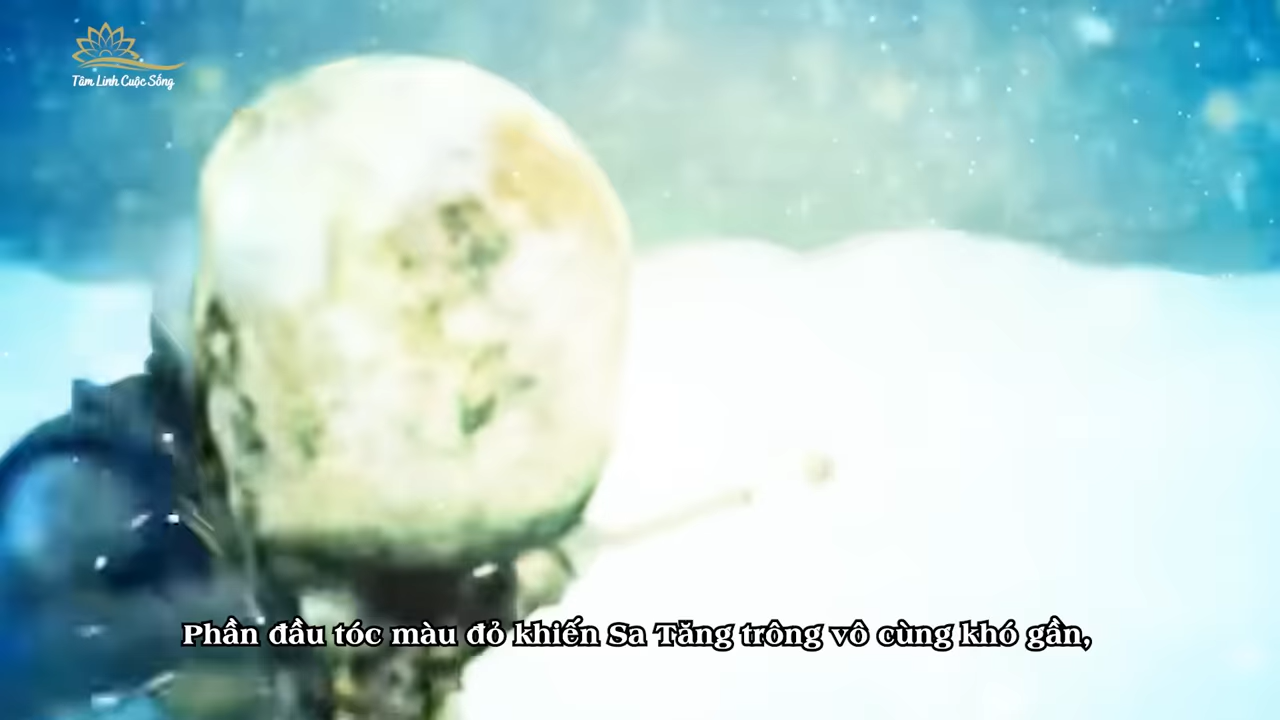 Tâm Linh Cuộc Sống
Phần đầu tóc màu đỏ khiến Sa Tăng trông vô cùng khó gần,